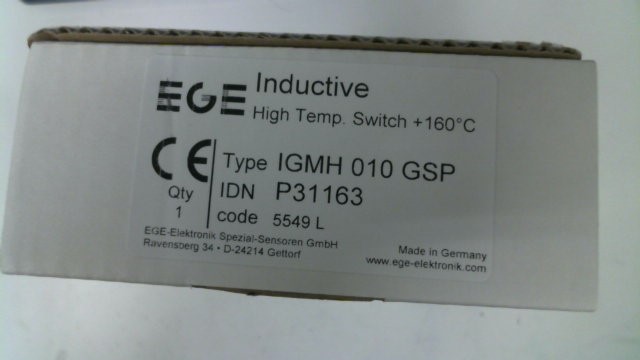 EGE Inductive
High Temp. Switch +160°C
CE Type IGMH 010 GSP
Qty IDN P31163
1 code 5549 L
EGE-Elektronik Spezial-Sensoren GmbH
Ravensberg 34 • D-24214 Gettorf
Made in Germany
www.ege-elektronik.com